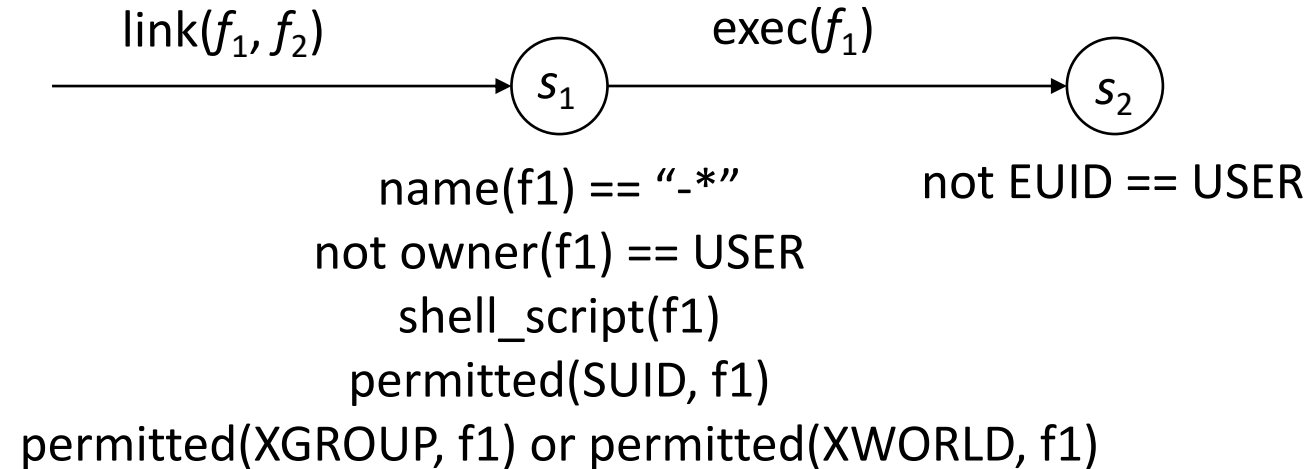 link(f₁, f₂)
exec(f₁)
s₁
s₂
name(f1) == “-*”
not EUID == USER
not owner(f1) == USER
shell_script(f1)
permitted(SUID, f1)
permitted(XGROUP, f1) or permitted(XWORLD, f1)